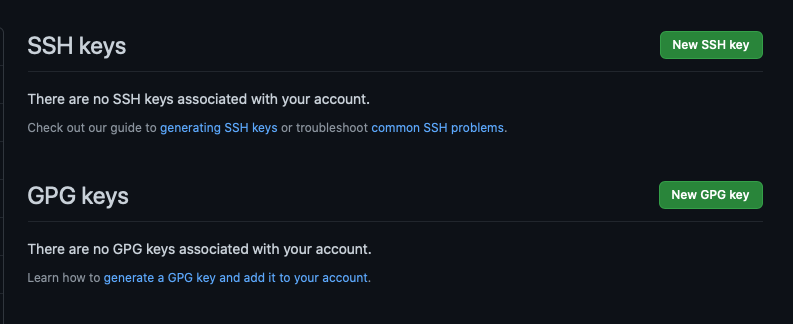 SSH keys
New SSH key
There are no SSH keys associated with your account.
Check out our guide to generating SSH keys or troubleshoot common SSH problems.
GPG keys
New GPG key
There are no GPG keys associated with your account.
Learn how to generate a GPG key and add it to your account.